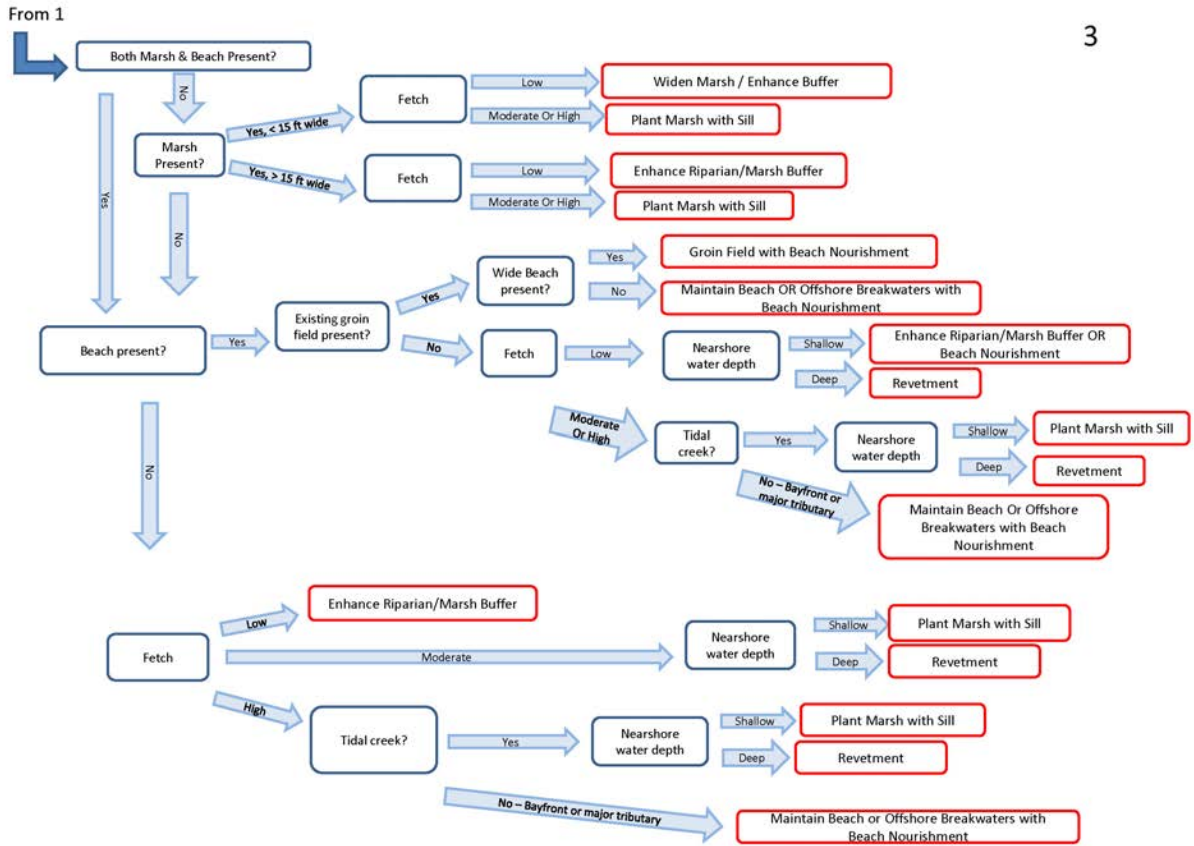 From 1
3
Both Marsh & Beach Present?
No
Yes
Marsh
Present?
Yes, < 15 ft wide
Fetch
Low
Widen Marsh / Enhance Buffer
Moderate Or High
Plant Marsh with Sill
Yes, > 15 ft wide
Fetch
Low
Enhance Riparian/Marsh Buffer
Moderate Or High
Plant Marsh with Sill
No
Beach present?
Yes
Existing groin
field present?
Yes
Wide Beach
present?
Yes
Groin Field with Beach Nourishment
No
Maintain Beach OR Offshore Breakwaters with
Beach Nourishment
No
Fetch
Low
Nearshore
water depth
Shallow
Enhance Riparian/Marsh Buffer OR
Beach Nourishment
Deep
Revetment
Moderate
Or High
Tidal
creek?
Yes
Nearshore
water depth
Shallow
Plant Marsh with Sill
Deep
Revetment
No – Bayfront or
major tributary
Maintain Beach Or Offshore
Breakwaters with Beach
Nourishment
No
Fetch
Low
Enhance Riparian/Marsh Buffer
Moderate
Nearshore
water depth
Shallow
Plant Marsh with Sill
Deep
Revetment
High
Tidal creek?
Yes
Nearshore
water depth
Shallow
Plant Marsh with Sill
Deep
Revetment
No – Bayfront or major tributary
Maintain Beach or Offshore Breakwaters with
Beach Nourishment